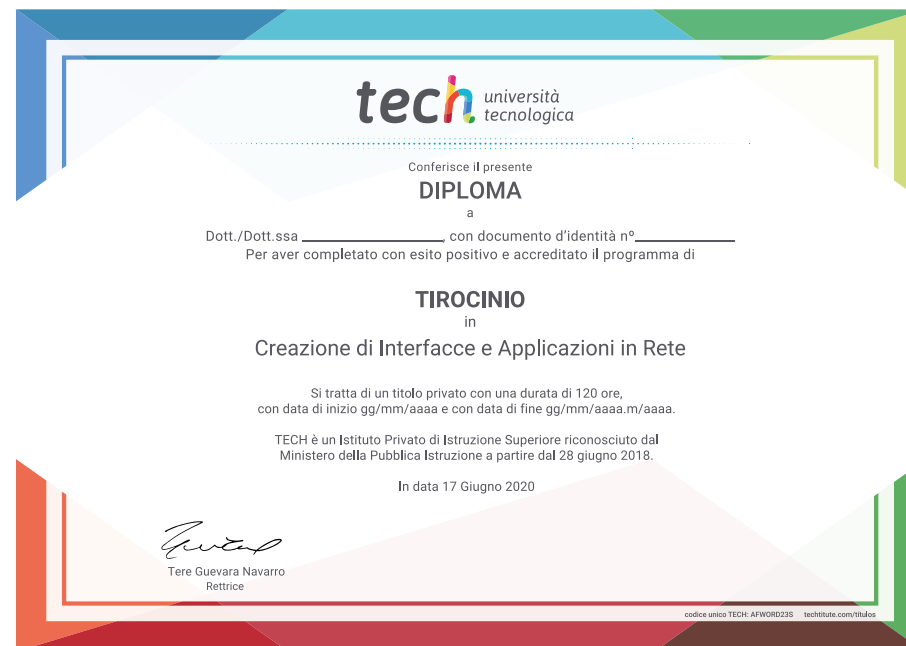 tech università
tecnologica
Conferisce il presente
DIPLOMA
a
Dott./Dott.ssa ______________, con documento d'identità nº__________
Per aver completato con esito positivo e accreditato il programma di
TIROCINIO
in
Creazione di Interfacce e Applicazioni in Rete
Si tratta di un titolo privato con una durata di 120 ore,
con data di inizio gg/mm/aaaa e con data di fine gg/mm/aaaa.m/aaaa.
TECH è un Istituto Privato di Istruzione Superiore riconosciuto dal
Ministero della Pubblica Istruzione a partire dal 28 giugno 2018.
In data 17 Giugno 2020
Tere Guevara Navarro
Rettrice
codice unico TECH: AFWORD23S techtitute.com/titulos